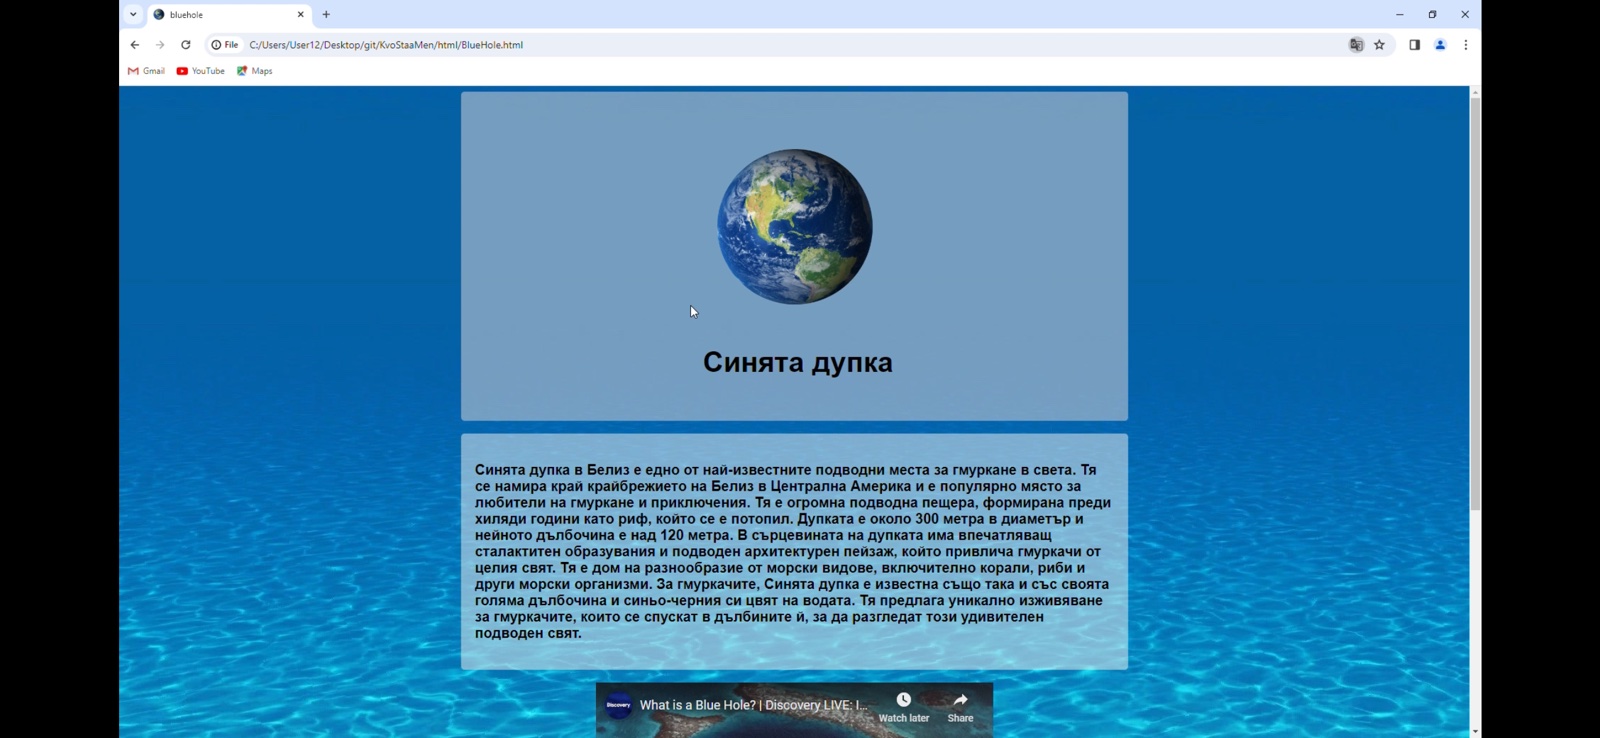 bluehole
File C:/Users/User12/Desktop/git/KvoStaaMen/html/BlueHole.html
Gmail YouTube Maps
Синята дупка
Синята дупка в Белиз е едно от най-известните подводни места за гмуркане в света. Тя
се намира край крайбрежието на Белиз в Централна Америка и е популярно място за
любители на гмуркане и приключения. Тя е огромна подводна пещера, формирана преди
хиляди години като риф, който се е потопил. Дупката е около 300 метра в диаметър и
нейното дълбочина е над 120 метра. В сърцевината на дупката има впечатляващ
сталактитен образувания и подводен архитектурен пейзаж, който привлича гмуркачи от
целия свят. Тя е дом на разнообразие от морски видове, включително корали, риби и
други морски организми. За гмуркачите, Синята дупка е известна също така и със своята
голяма дълбочина и синьо-черния си цвят на водата. Тя предлага уникално изживяване
за гмуркачите, които се спускат в дълбините й, за да разгледат този удивителен
подводен свят.
Discovery What is a Blue Hole? | Discovery LIVE: I...
Watch later Share